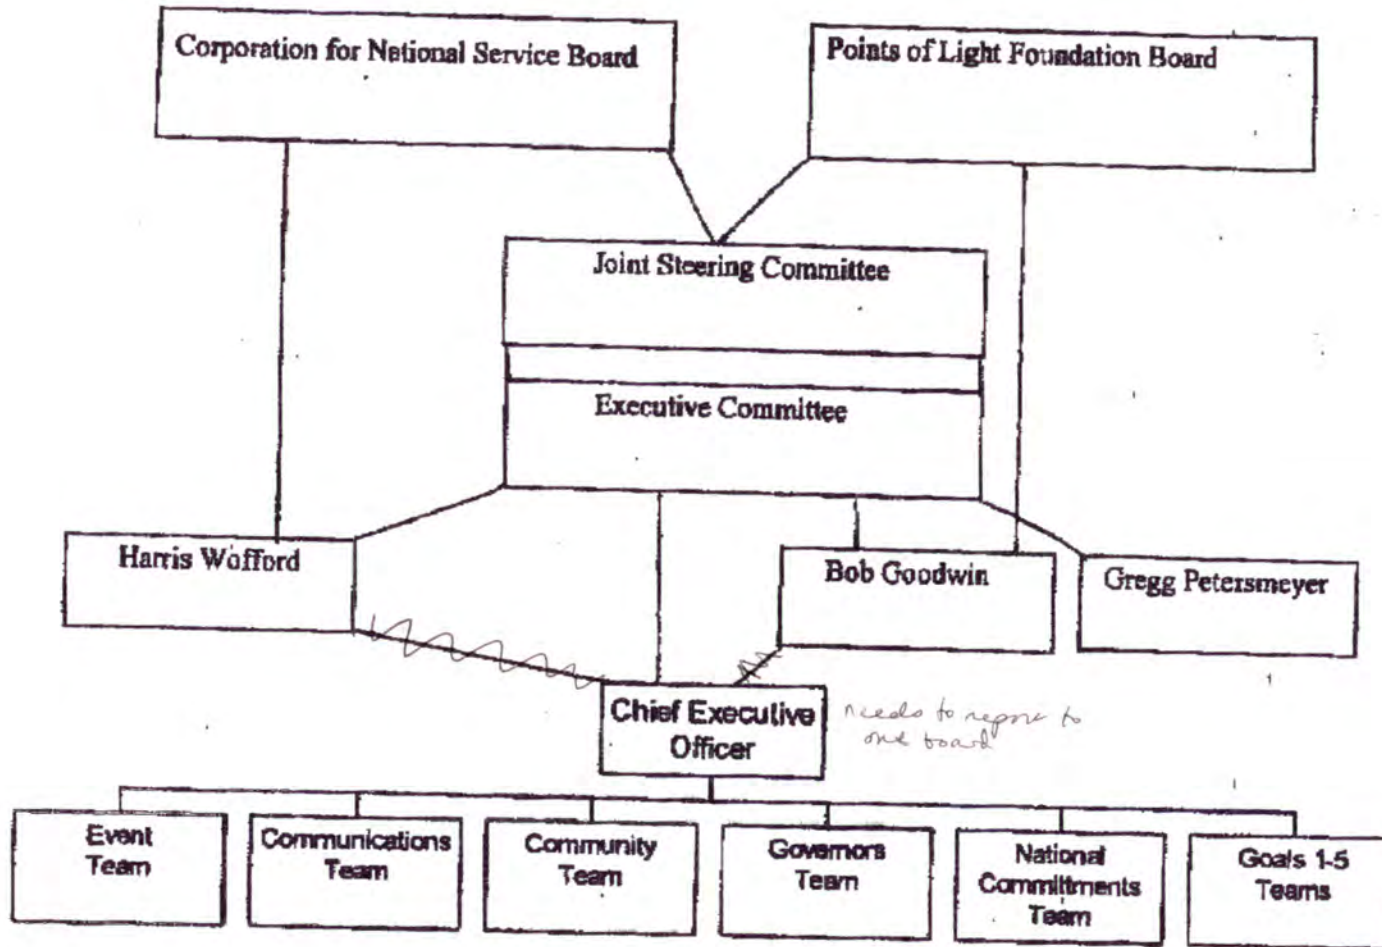 Corporation for National Service Board
Points of Light Foundation Board
Joint Steering Committee
Executive Committee
Harris Wofford
Bob Goodwin
Gregg Petersmeyer
Chief Executive
Officer
needs to report to
one board
Event
Team
Communications
Team
Community
Team
Governors
Team
National
Committments
Team
Goals 1-5
Teams